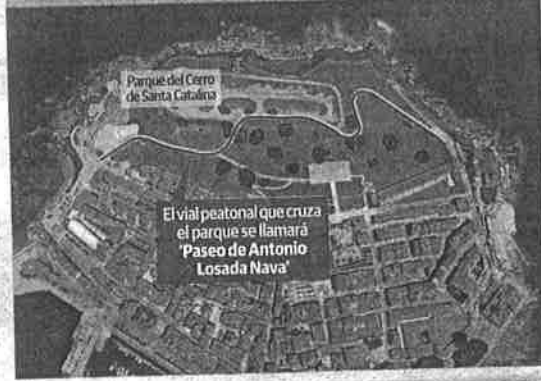 Parque del Cerro
de Santa Catalina
El vial peatonal que cruza
el parque se llamará
'Paseo de Antonio
Losada Nava'